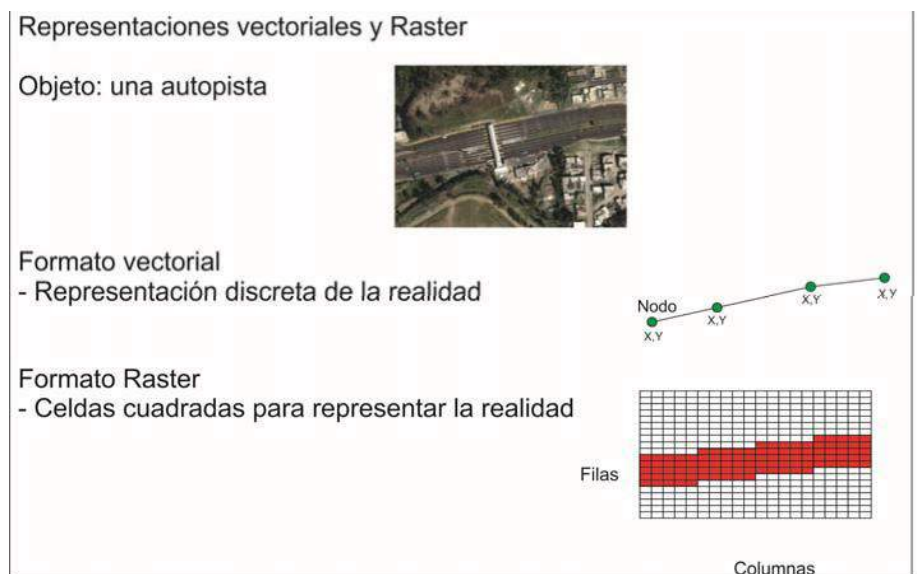 Representaciones vectoriales y Raster
Objeto: una autopista
Formato vectorial
- Representación discreta de la realidad
Nodo
X,Y
X,Y
X,Y
X,Y
Formato Raster
- Celdas cuadradas para representar la realidad
Filas
Columnas